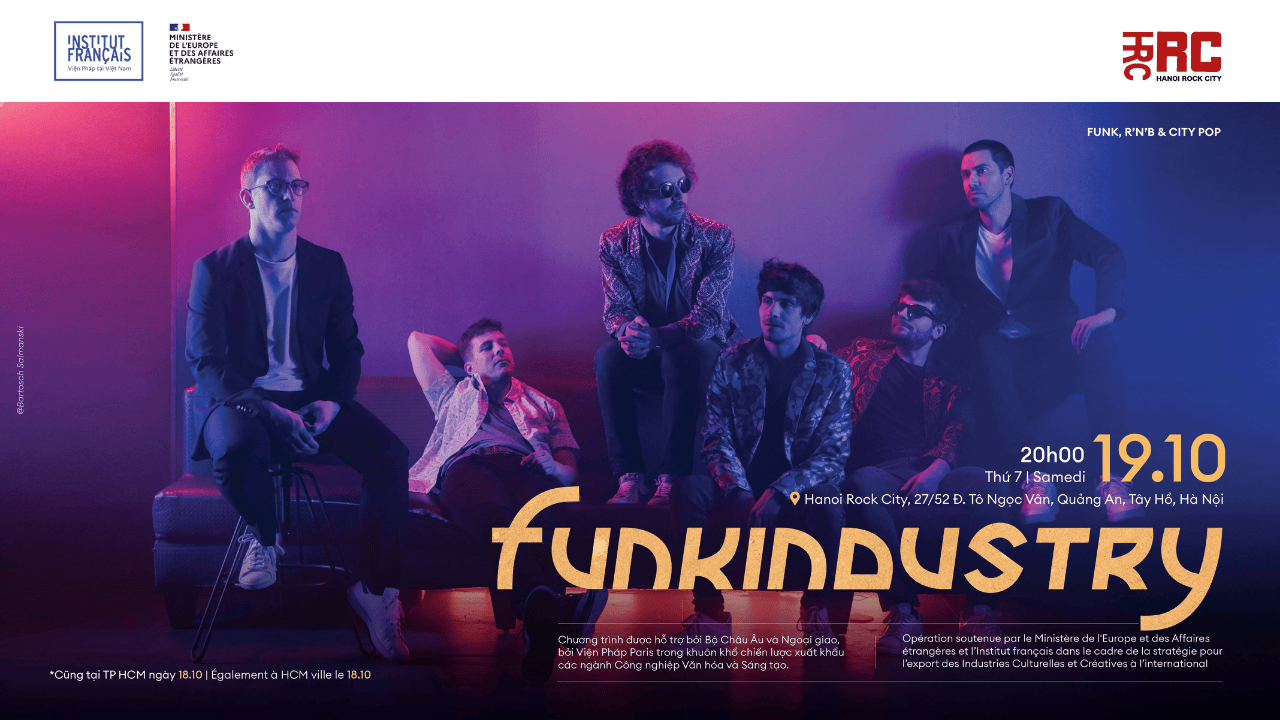 INSTITUT
FRANÇAIS
Viện Pháp tại Việt Nam
MINISTÈRE
DE L'EUROPE
ET DES AFFAIRES
ÉTRANGÈRES
Liberté
Égalité
Fraternité
HRC
RC
HANOI ROCK CITY
FUNK, R'N'B & CITY POP
@Bartosch Salmanski
20h00
19.10
Thứ 7 | Samedi
Hanoi Rock City, 27/52 Đ. Tô Ngọc Vân, Quảng An, Tây Hồ, Hà Nội
FUNKINDUSTRY
Chương trình được hỗ trợ bởi Bộ Châu Âu và Ngoại giao,
bởi Viện Pháp Paris trong khuôn khổ chiến lược xuất khẩu
các ngành Công nghiệp Văn hóa và Sáng tạo.
Opération soutenue par le Ministère de l'Europe et des Affaires
étrangères et l'Institut français dans le cadre de la stratégie pour
l'export des Industries Culturelles et Créatives à l'international
*Cũng tại TP HCM ngày 18.10 | Également à HCM ville le 18.10